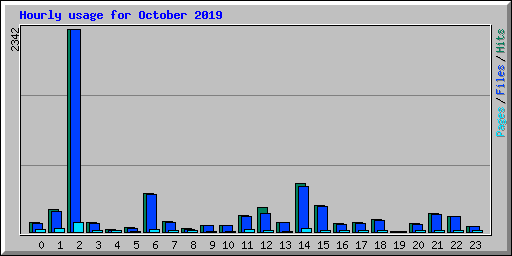 Hourly usage for October 2019
2342
Pages/Files/Hits
0 1 2 3 4 5 6 7 8 9 10 11 12 13 14 15 16 17 18 19 20 21 22 23